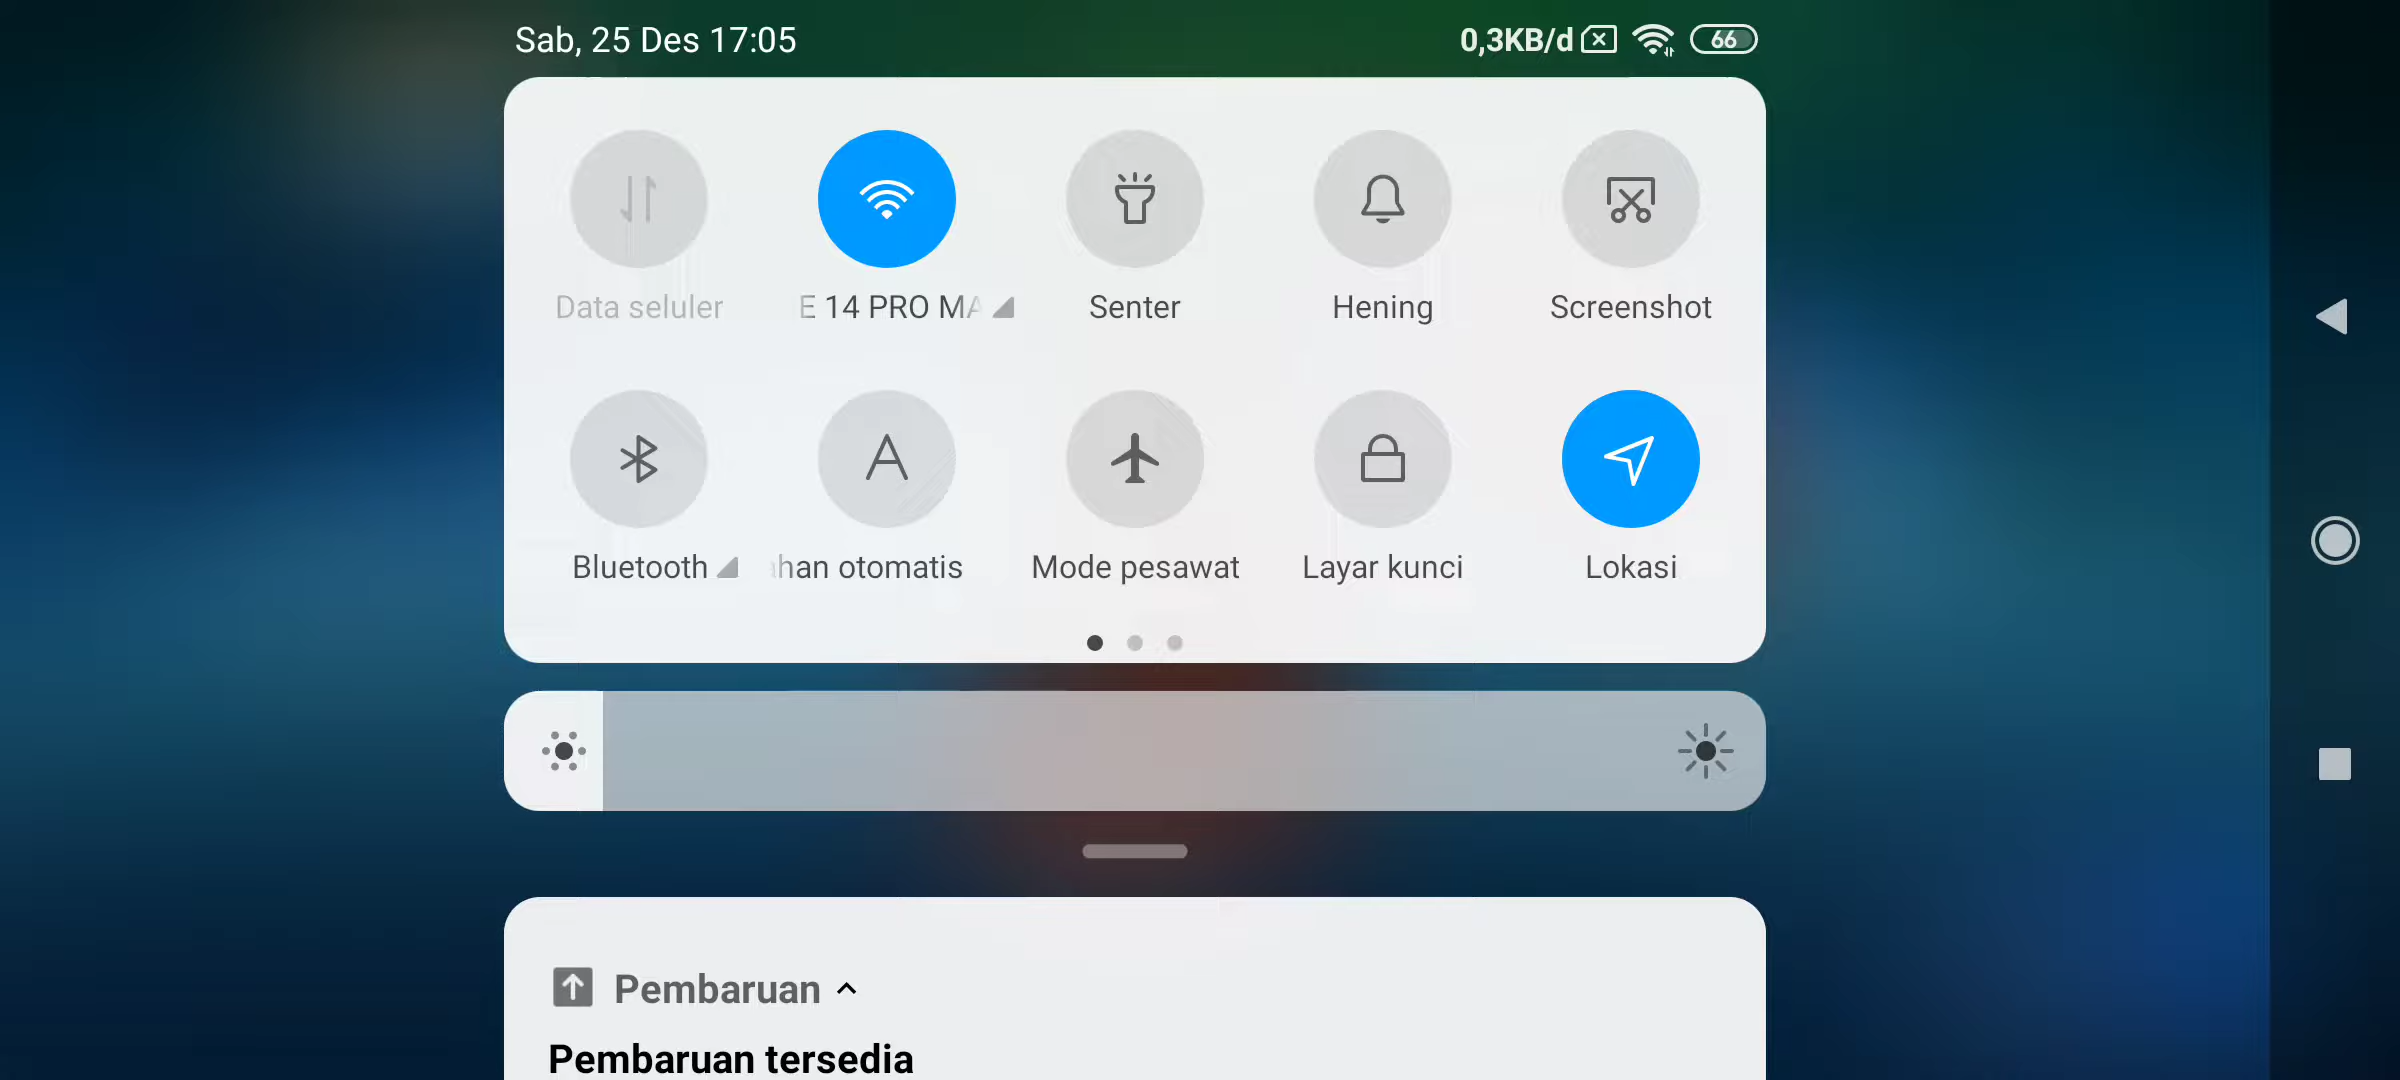 Sab, 25 Des 17:05
0,3KB/d 66
Data seluler
E 14 PRO MA
Senter
Hening
Screenshot
Bluetooth
han otomatis
Mode pesawat
Layar kunci
Lokasi
Pembaruan
Pembaruan tersedia